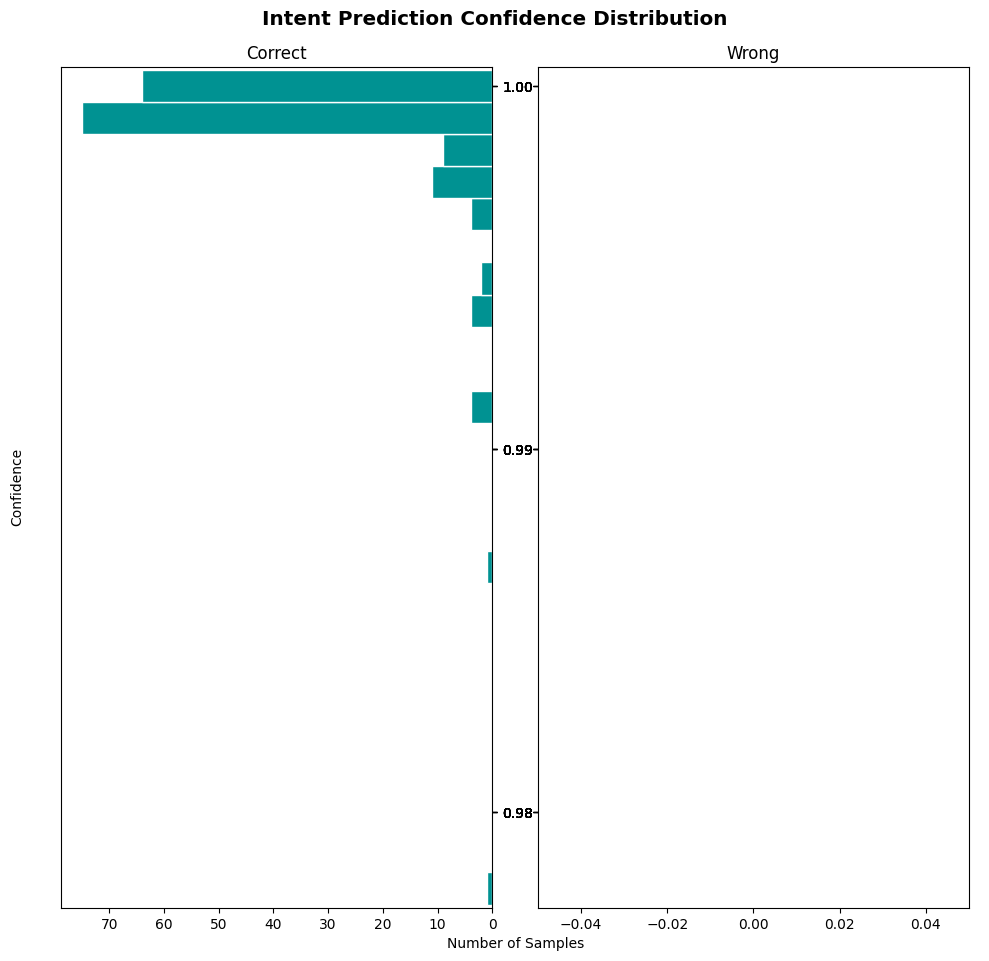 Intent Prediction Confidence Distribution
Correct
Wrong
1.00
0.99
0.98
Confidence
70 60 50 40 30 20 10 0
−0.04 −0.02 0.00 0.02 0.04
Number of Samples